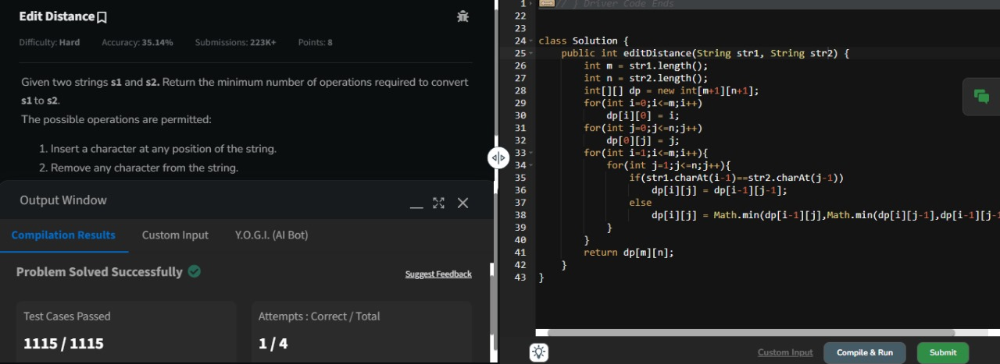 Edit Distance
Difficulty: Hard Accuracy: 35.14% Submissions: 223K+ Points: 8
Given two strings s1 and s2. Return the minimum number of operations required to convert
s1 to s2.
The possible operations are permitted:
1. Insert a character at any position of the string.
2. Remove any character from the string.
Output Window
Compilation Results Custom Input Y.O.G.I. (AI Bot)
Problem Solved Successfully
Suggest Feedback
Test Cases Passed
1115 / 1115
Attempts : Correct / Total
1 / 4
1 // } Driver Code Ends
22
23
24 class Solution {
25 public int editDistance(String str1, String str2) {
26 int m = str1.length();
27 int n = str2.length();
28 int[][] dp = new int[m+1][n+1];
29 for(int i=0;i<=m;i++)
30 dp[i][0] = i;
31 for(int j=0;j<=n;j++)
32 dp[0][j] = j;
33 for(int i=1;i<=m;i++){
34 for(int j=1;j<=n;j++){
35 if(str1.charAt(i-1)==str2.charAt(j-1))
36 dp[i][j] = dp[i-1][j-1];
37 else
38 dp[i][j] = Math.min(dp[i-1][j],Math.min(dp[i][j-1],dp[i-1][j-1
39 }
40 }
41 return dp[m][n];
42 }
43 }
Custom Input Compile & Run Submit